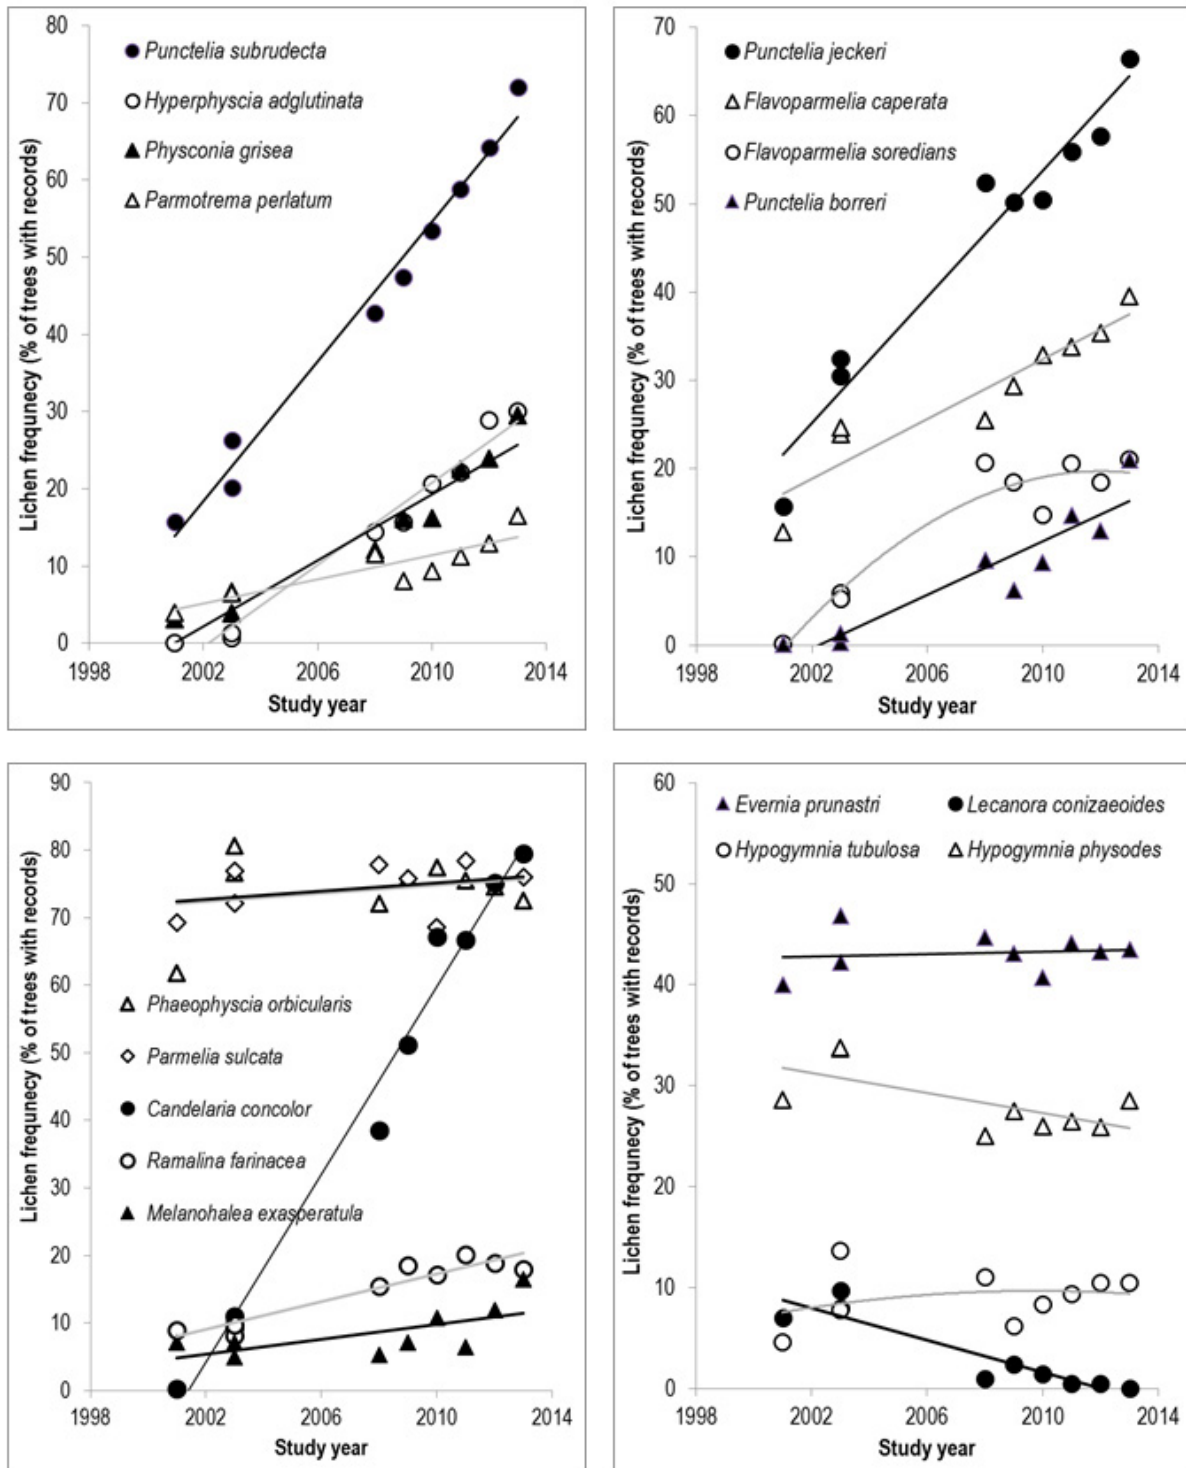 Lichen frequnecy (% of trees with records)
80
70
60
50
40
30
20
10
0
Punctelia subrudecta
Hyperphyscia adglutinata
Physconia grisea
Parmotrema perlatum
1998 2002 2006 2010 2014
Study year
Lichen frequnecy (% of trees with records)
70
60
50
40
30
20
10
0
Punctelia jeckeri
Flavoparmelia caperata
Flavoparmelia soredians
Punctelia borreri
1998 2002 2006 2010 2014
Study year
Lichen frequnecy (% of trees with records)
90
80
70
60
50
40
30
20
10
0
Phaeophyscia orbicularis
Parmelia sulcata
Candelaria concolor
Ramalina farinacea
Melanohalea exasperatula
1998 2002 2006 2010 2014
Study year
Lichen frequnecy (% of trees with records)
60
50
40
30
20
10
0
Evernia prunastri Lecanora conizaeoides
Hypogymnia tubulosa Hypogymnia physodes
1998 2002 2006 2010 2014
Study year